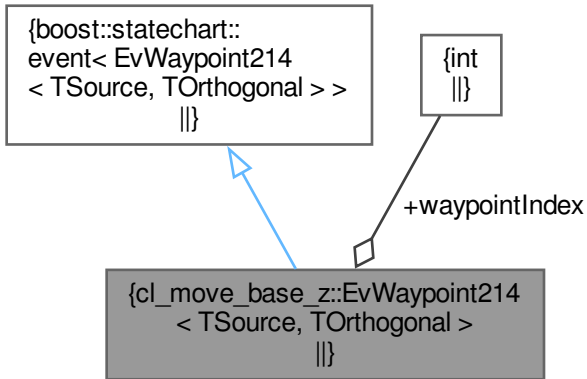 {boost::statechart::
event< EvWaypoint214
< TSource, TOrthogonal > >
||}
{int
||}
+waypointIndex
{cl_move_base_z::EvWaypoint214
< TSource, TOrthogonal >
||}